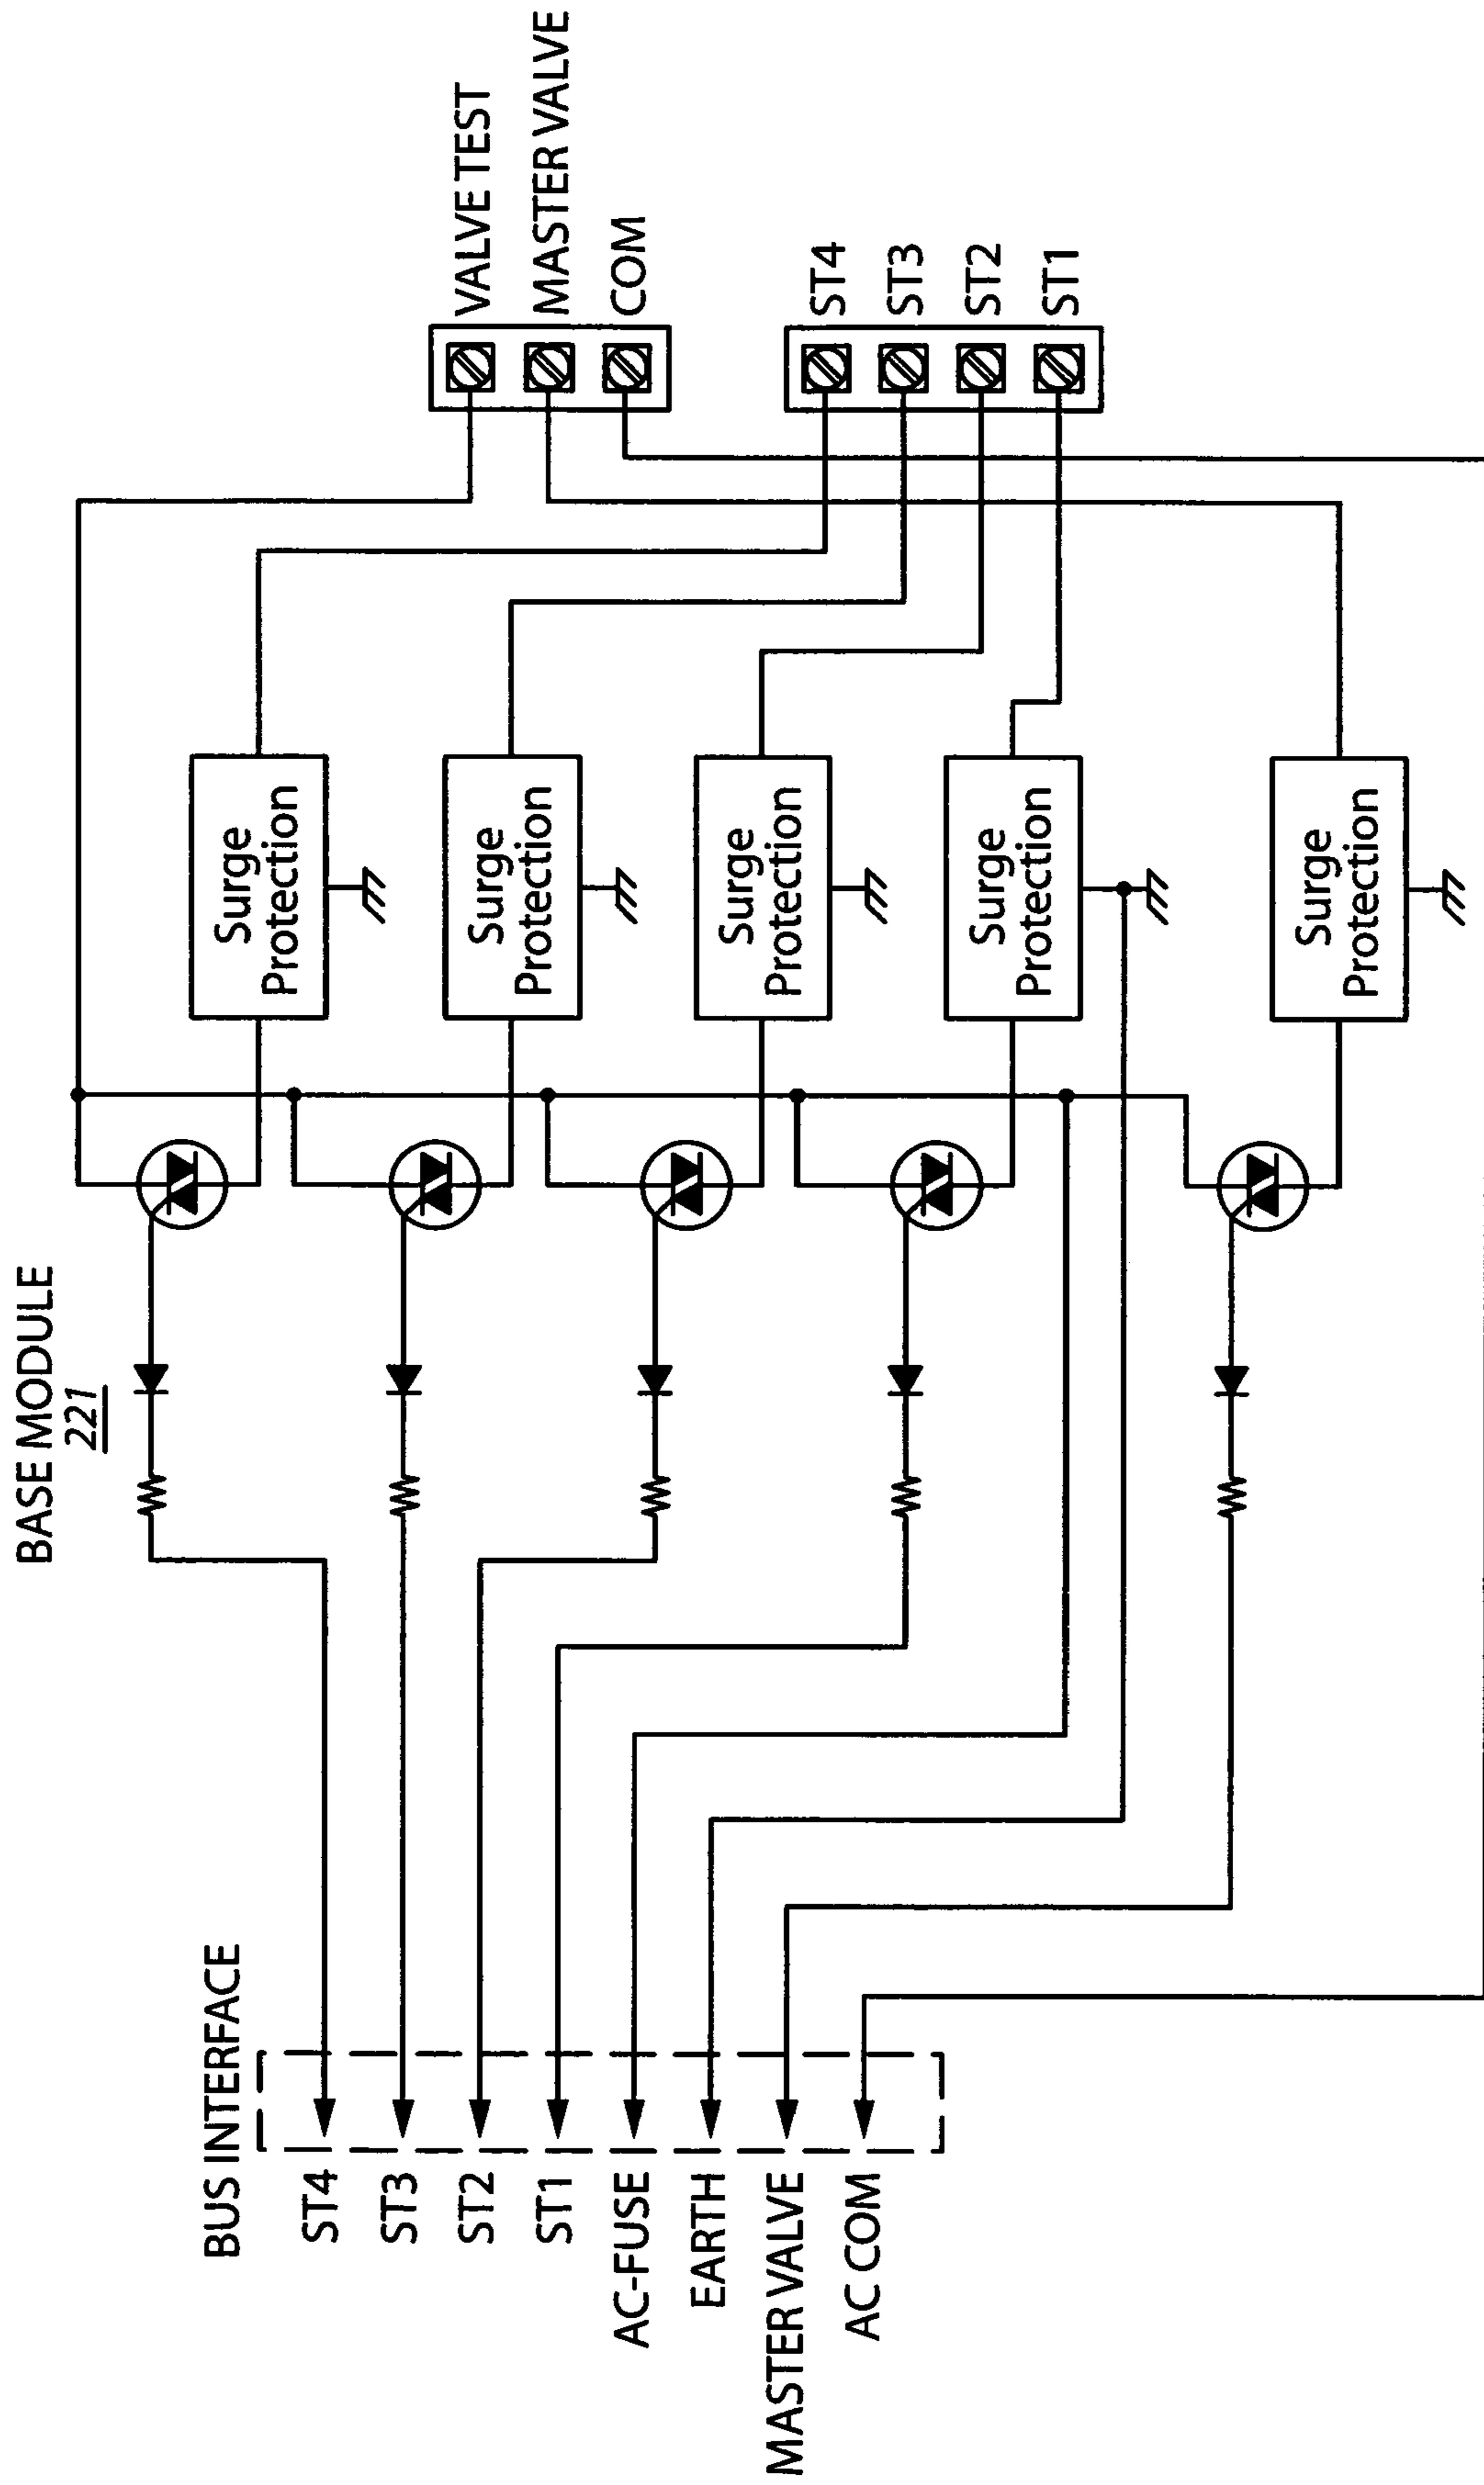 BASE MODULE
221
BUS INTERFACE
ST4
ST3
ST2
ST1
AC-FUSE
EARTH
MASTER VALVE
AC COM
Surge
Protection
Surge
Protection
Surge
Protection
Surge
Protection
Surge
Protection
VALVE TEST
MASTER VALVE
COM
ST4
ST3
ST2
ST1